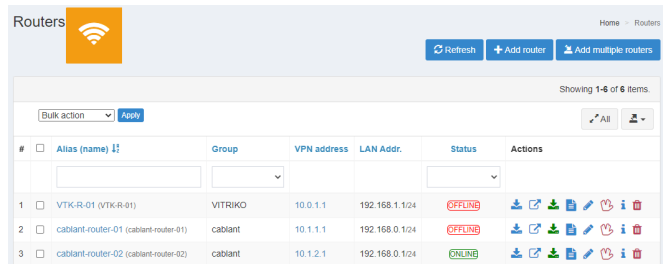 Routers
Home Routers
Refresh Add router Add multiple routers
Showing 1-6 of 6 items.
Bulk action Apply All
# Alias (name) Group VPN address LAN Addr. Status Actions
1 VTK-R-01 (VTK-R-01) VITRIKO 10.0.1.1 192.168.1.1/24 OFFLINE
2 cablant-router-01 (cablant-router-01) cablant 10.1.1.1 192.168.0.1/24 OFFLINE
3 cablant-router-02 (cablant-router-02) cablant 10.1.2.1 192.168.0.1/24 ONLINE